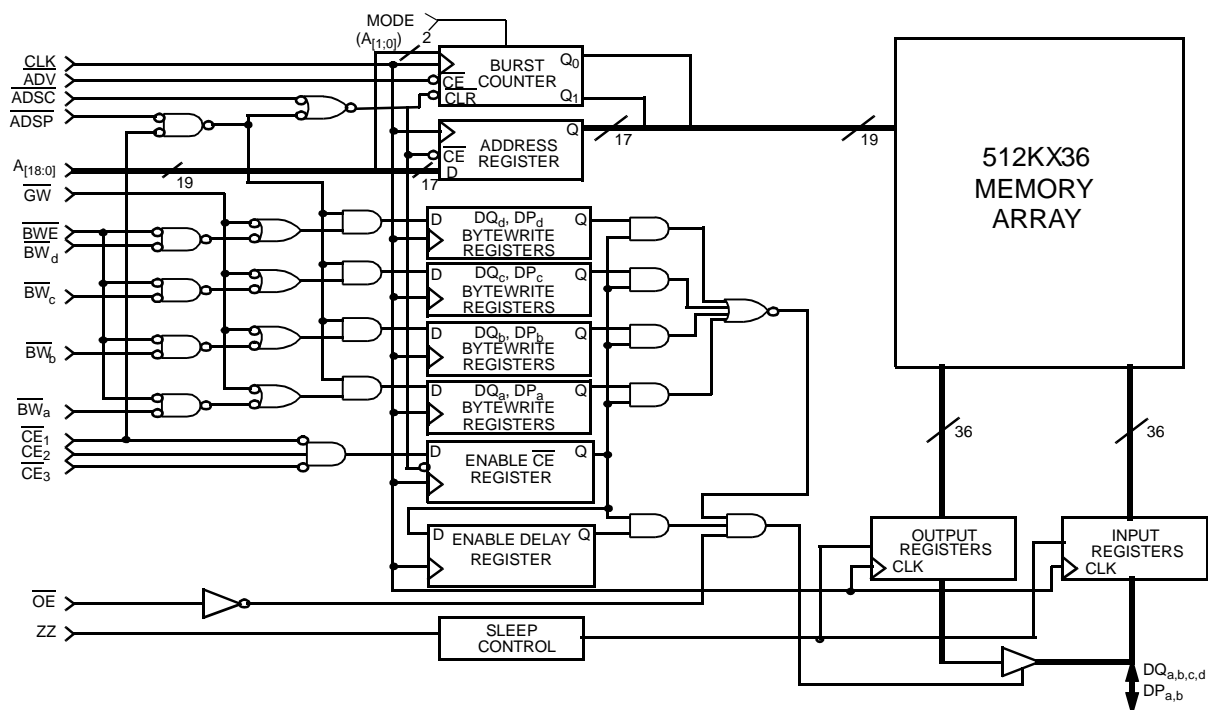 MODE
(A[1;0])
2
CLK
ADV
ADSC
ADSP
A[18:0]
19
GW
BWE
BWd
BWc
BWb
BWa
CE1
CE2
CE3
OE
ZZ
BURST
COUNTER
CE
CLR
Q0
Q1
ADDRESS
REGISTER
CE
D
Q
17
17
19
512KX36
MEMORY
ARRAY
D
DQd, DPd
BYTEWRITE
REGISTERS
Q
D
DQc, DPc
BYTEWRITE
REGISTERS
Q
D
DQb, DPb
BYTEWRITE
REGISTERS
Q
D
DQa, DPa
BYTEWRITE
REGISTERS
Q
D
ENABLE CE
REGISTER
Q
D
ENABLE DELAY
REGISTER
Q
SLEEP
CONTROL
36
36
OUTPUT
REGISTERS
CLK
INPUT
REGISTERS
CLK
DQa,b,c,d
DPa,b